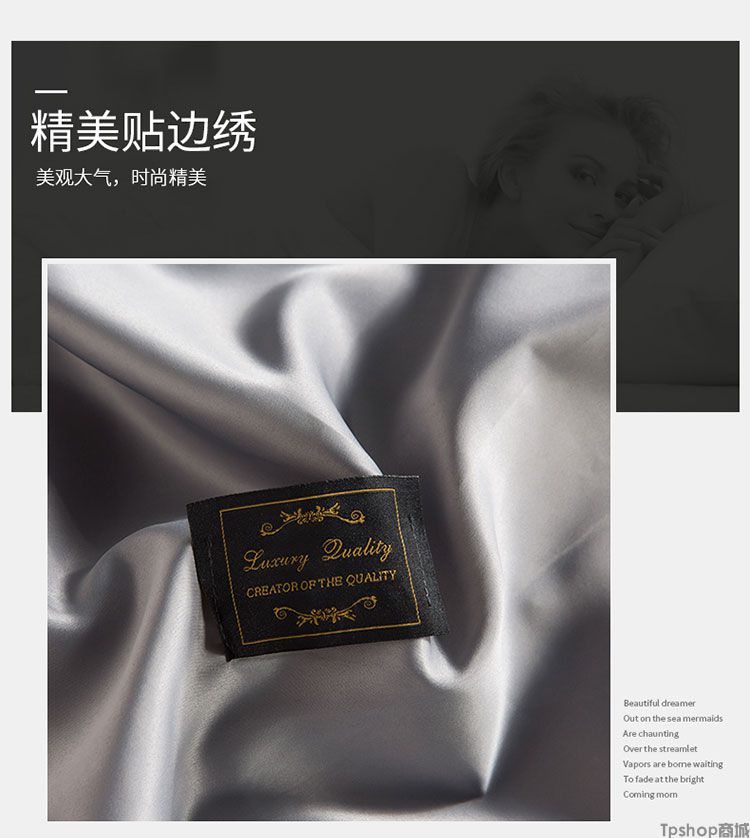 精美贴边绣
美观大气，时尚精美
Luxury Quality
CREATOR OF THE QUALITY
Beautiful dreamer
Out on the sea mermaids
Are chaunting
Over the streamlet
Vapors are borne waiting
To fade at the bright
Coming morn
Tpshop商城